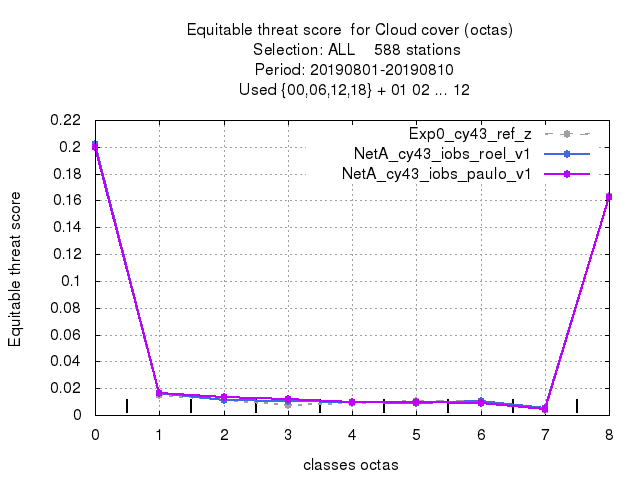 Equitable threat score  for Cloud cover (octas)
Selection: ALL    588 stations
Period: 20190801-20190810
Used {00,06,12,18} + 01 02 ... 12
Exp0_cy43_ref_z
NetA_cy43_iobs_roel_v1
NetA_cy43_iobs_paulo_v1
Equitable threat score
0.22
0.2
0.18
0.16
0.14
0.12
0.1
0.08
0.06
0.04
0.02
0
0 1 2 3 4 5 6 7 8
classes octas